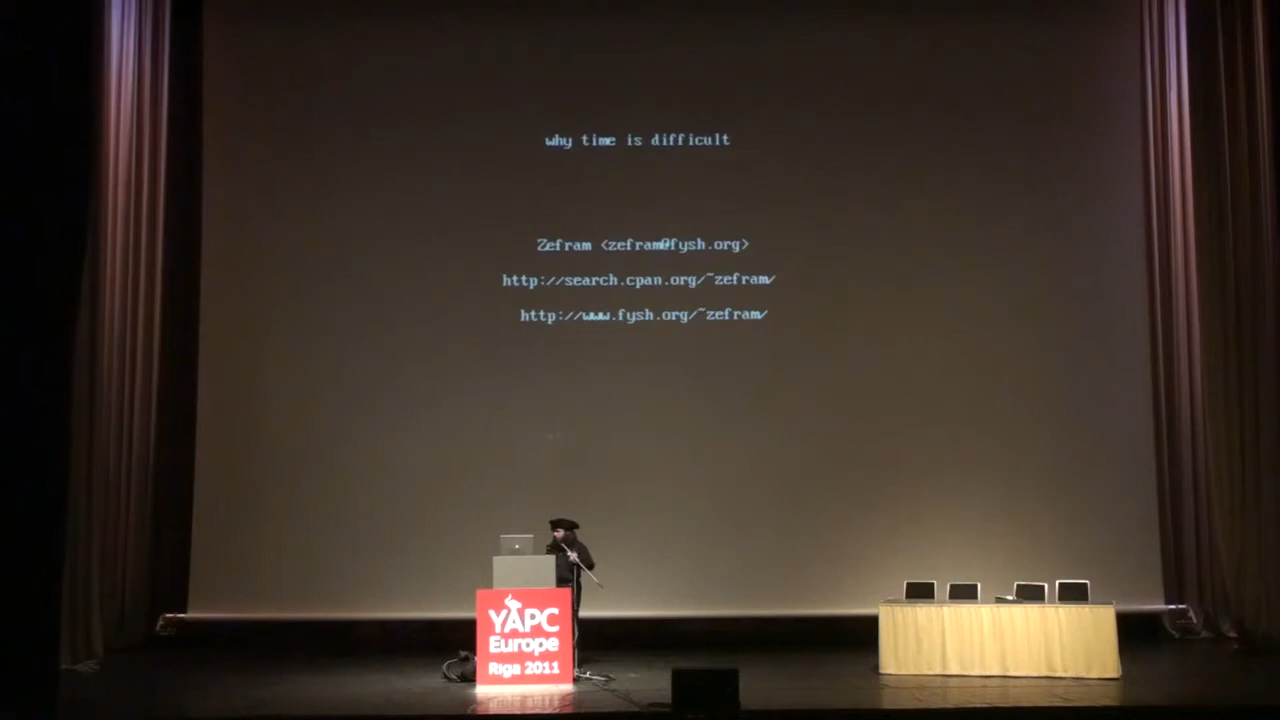 why time is difficult
Zefram <zefram@fysh.org>
http://search.cpan.org/~zefram/
http://www.fysh.org/~zefram/
YAPC
Europe
Riga 2011